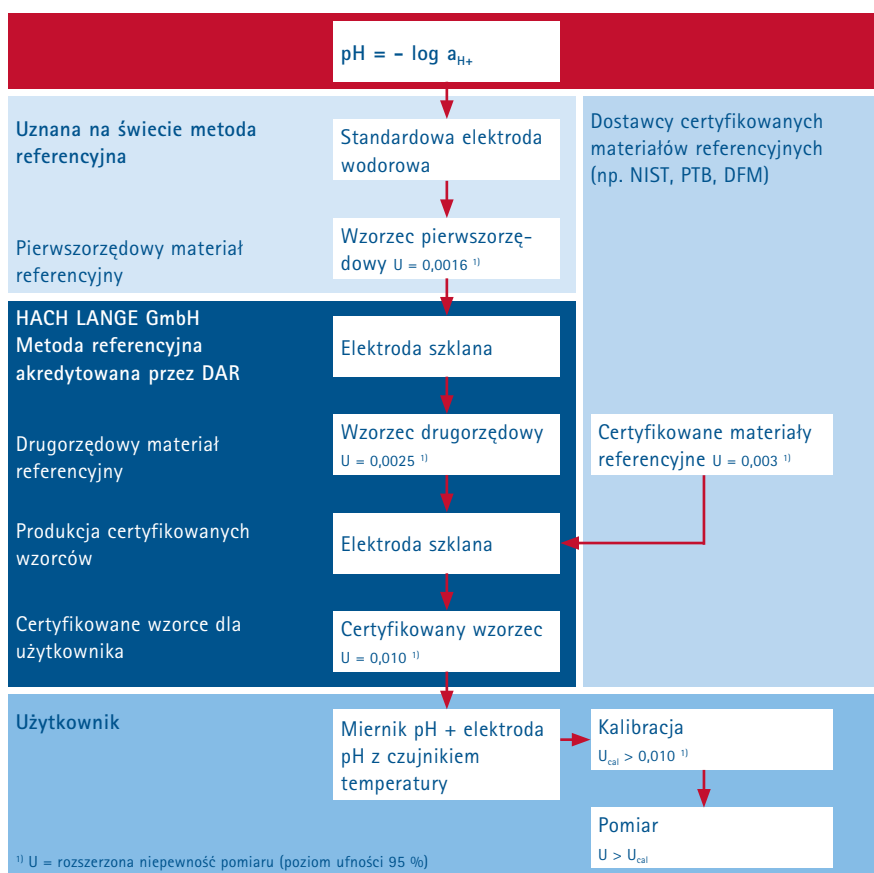 pH = - log aH+
Uznana na świecie metoda
referencyjna
Standardowa elektroda
wodorowa
Dostawcy certyfikowanych
materiałów referencyjnych
(np. NIST, PTB, DFM)
Pierwszorzędowy materiał
referencyjny
Wzorzec pierwszorzę-
dowy U = 0,0016 1)
HACH LANGE GmbH
Metoda referencyjna
akredytowana przez DAR
Elektroda szklana
Drugorzędowy materiał
referencyjny
Wzorzec drugorzędowy
U = 0,0025 1)
Certyfikowane materiały
referencyjne U = 0,003 1)
Produkcja certyfikowanych
wzorców
Elektroda szklana
Certyfikowane wzorce dla
użytkownika
Certyfikowany wzorzec
U = 0,010 1)
Użytkownik
Miernik pH + elektroda
pH z czujnikiem
temperatury
Kalibracja
Ucal > 0,010 1)
Pomiar
U > Ucal
1) U = rozszerzona niepewność pomiaru (poziom ufności 95 %)